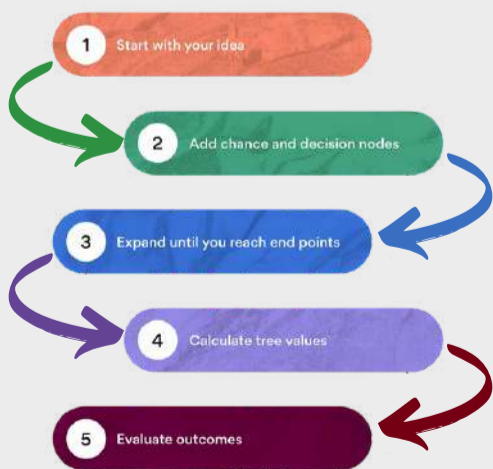 1 Start with your idea
2 Add chance and decision nodes
3 Expand until you reach end points
4 Calculate tree values
5 Evaluate outcomes